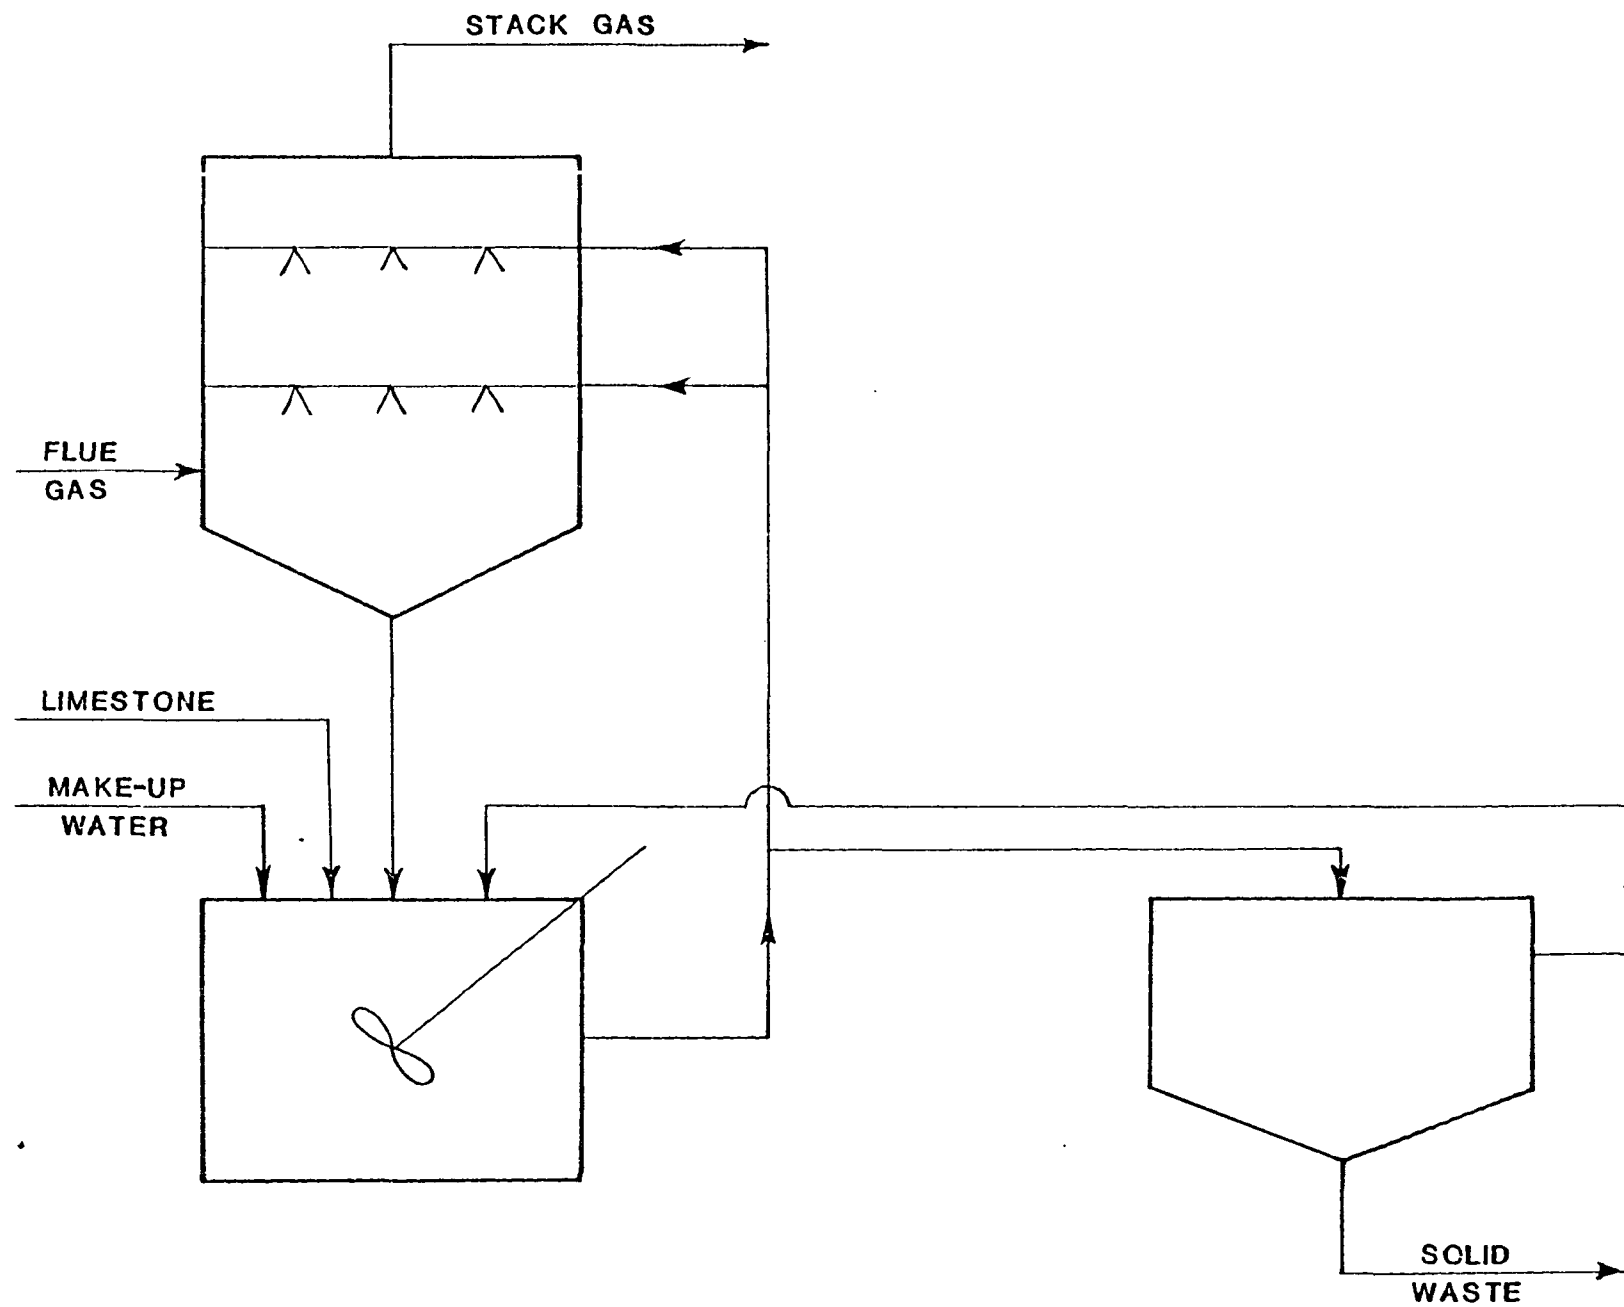 STACK GAS
FLUE
GAS
LIMESTONE
MAKE-UP
WATER
SOLID
WASTE